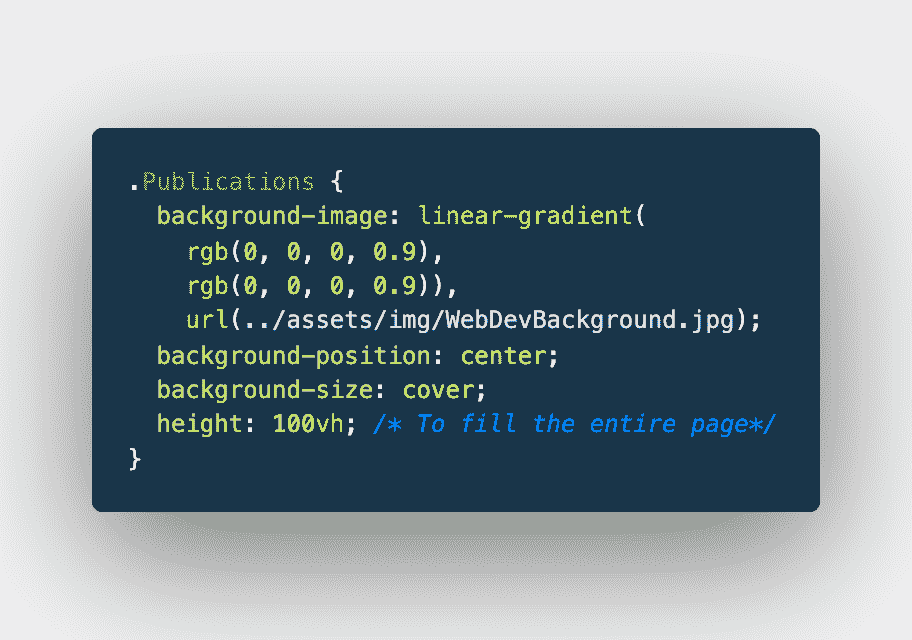 .Publications {
  background-image: linear-gradient(
    rgb(0, 0, 0, 0.9),
    rgb(0, 0, 0, 0.9)),
    url(../assets/img/WebDevBackground.jpg);
  background-position: center;
  background-size: cover;
  height: 100vh; /* To fill the entire page*/
}